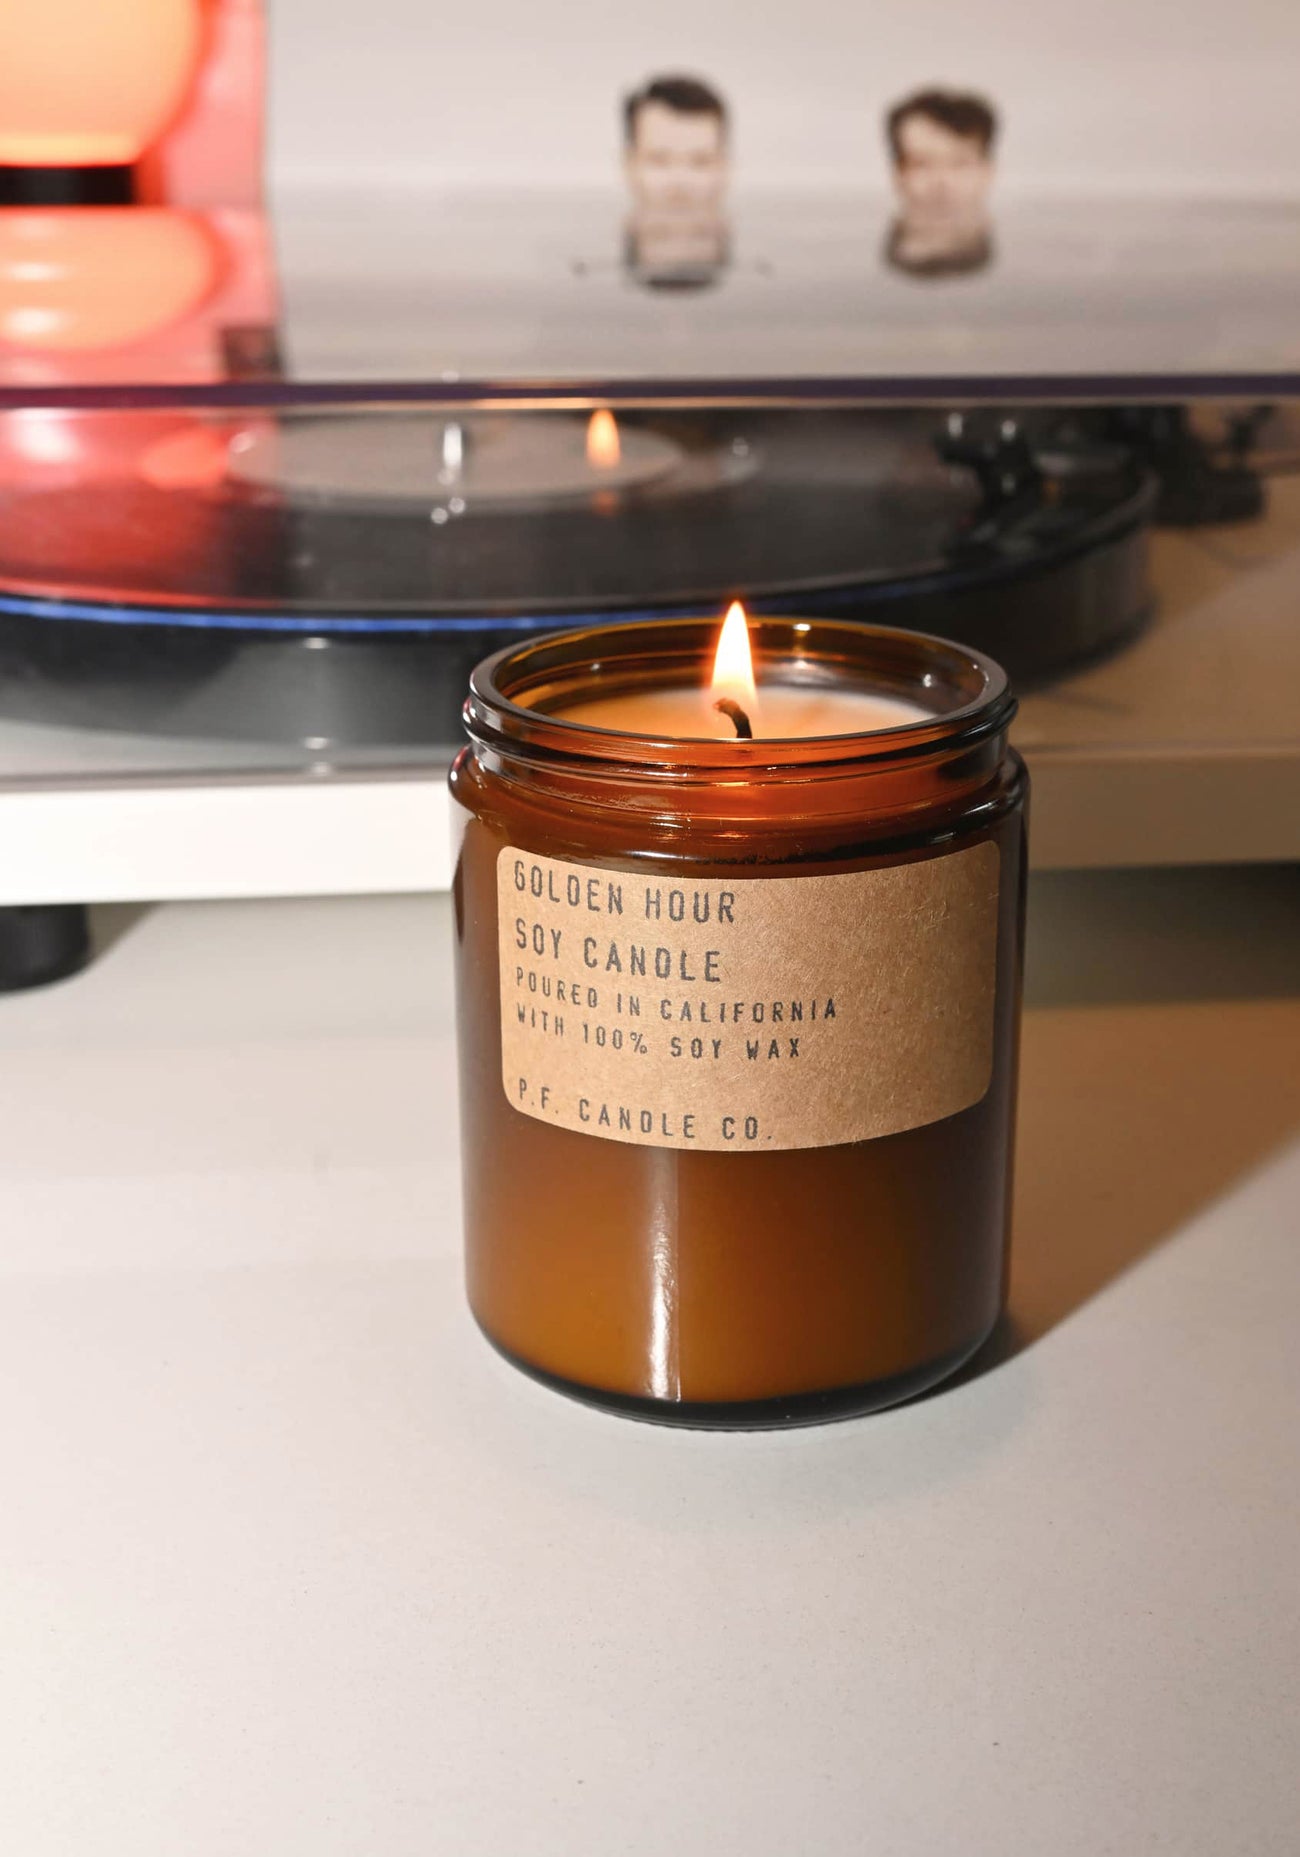 GOLDEN HOUR
SOY CANDLE
POURED IN CALIFORNIA
WITH 100% SOY WAX
P.F. CANDLE CO.